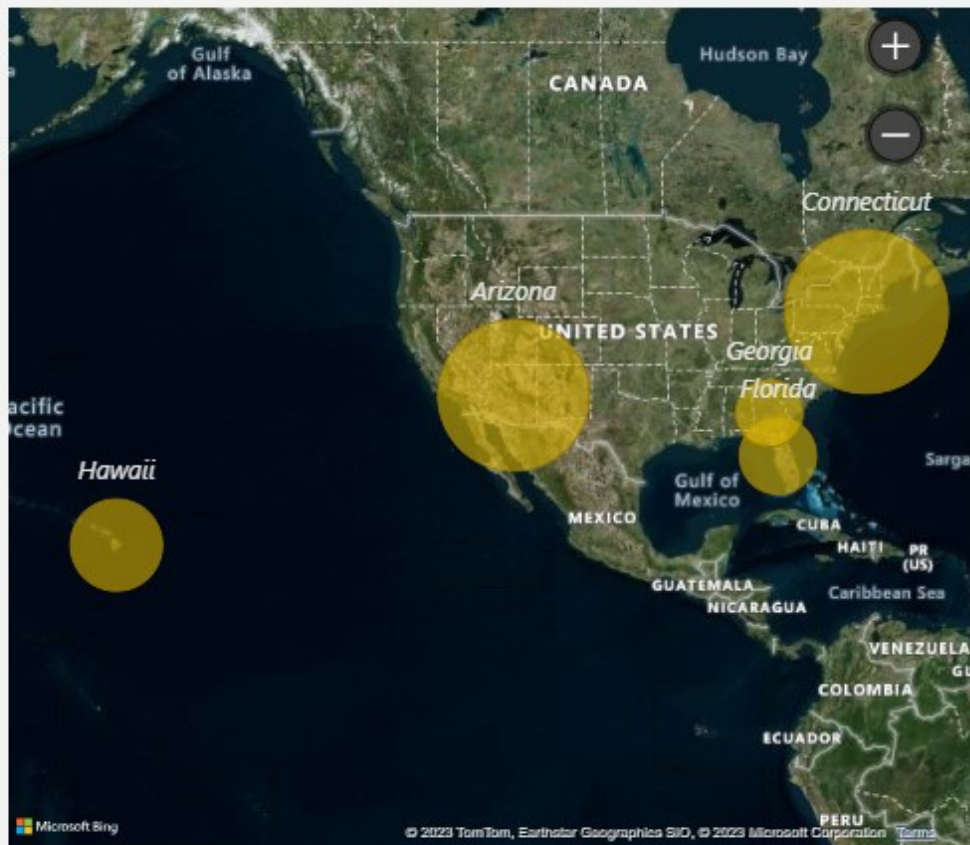 Gulf
of Alaska
Hudson Bay
CANADA
Connecticut
Arizona
UNITED STATES
Georgia
Florida
acific
cean
Hawaii
Gulf of
Mexico
Sarga
MEXICO
CUBA
HAITI
PR
(US)
GUATEMALA
Caribbean Sea
NICARAGUA
VENEZUELA
GU
COLOMBIA
ECUADOR
PERU
Microsoft Bing
© 2023 TomTom, Earthstar Geographics SIO, © 2023 Microsoft Corporation Terms